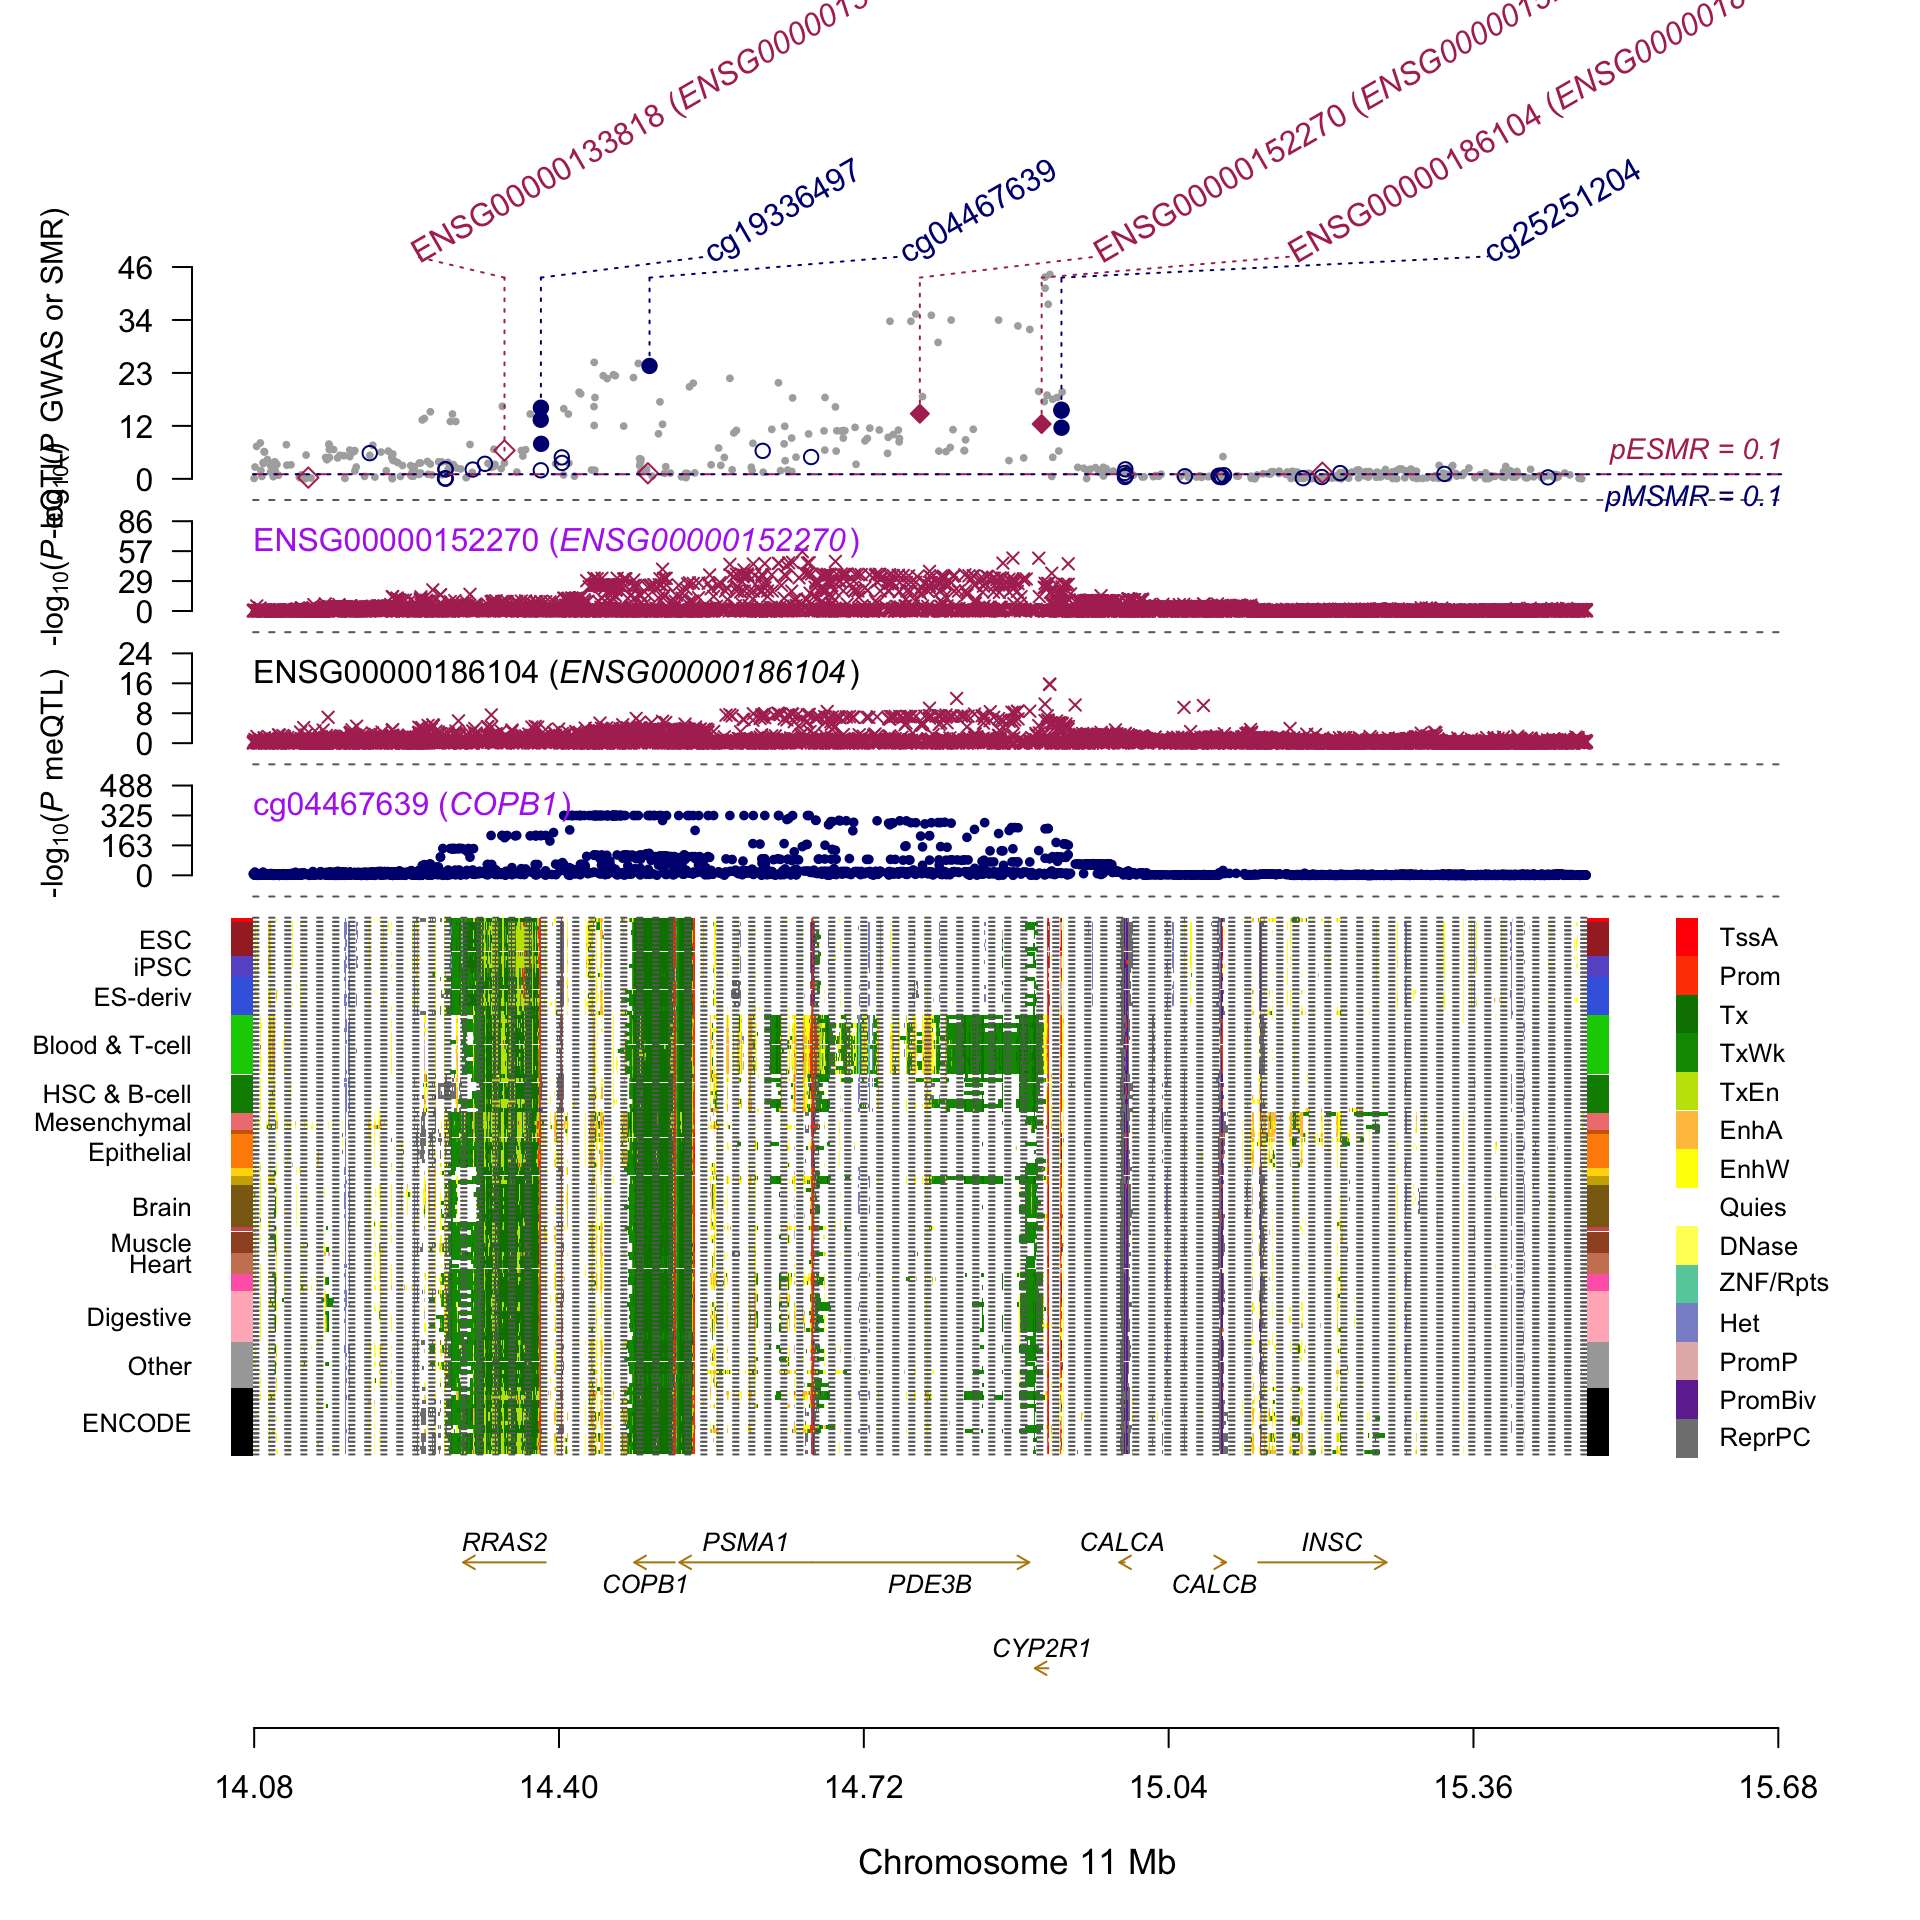 ENSG00000133818 (ENSG0000013
cg19336497
cg04467639
ENSG00000152270 (ENSG0000015
ENSG00000186104 (ENSG0000018
cg25251204
-log10(P GWAS or SMR)
46
34
23
12
0
pESMR = 0.1
pMSMR = 0.1
86
57
29
0
ENSG00000152270 (ENSG00000152270)
24
16
8
0
ENSG00000186104 (ENSG00000186104)
-log10(P meQTL)
488
325
163
0
cg04467639 (COPB1)
ESC
iPSC
ES-deriv
Blood & T-cell
HSC & B-cell
Mesenchymal
Epithelial
Brain
Muscle
Heart
Digestive
Other
ENCODE
TssA
Prom
Tx
TxWk
TxEn
EnhA
EnhW
Quies
DNase
ZNF/Rpts
Het
PromP
PromBiv
ReprPC
RRAS2
PSMA1
CALCA
INSC
COPB1
PDE3B
CALCB
CYP2R1
14.08
14.40
14.72
15.04
15.36
15.68
Chromosome 11 Mb